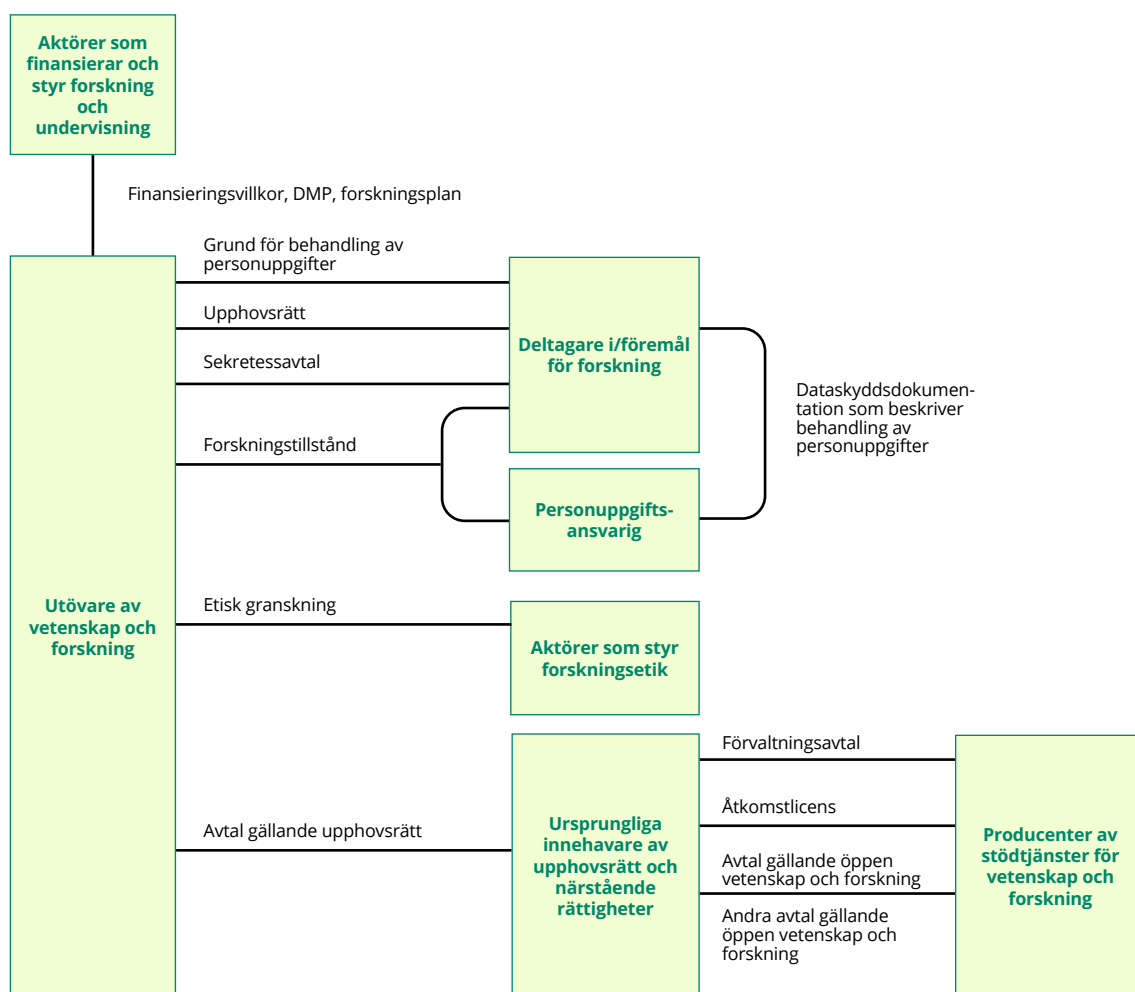 Aktörer som
finansierar och
styr forskning
och
undervisning
Finansieringsvillkor, DMP, forskningsplan
Grund för behandling av
personuppgifter
Upphovsrätt
Sekretessavtal
Forskningstillstånd
Deltagare i/föremål
för forskning
Dataskyddsdokumen-
tation som beskriver
behandling av
personuppgifter
Personuppgifts-
ansvarig
Utövare av
vetenskap och
forskning
Etisk granskning
Aktörer som styr
forskningsetik
Avtal gällande upphovsrätt
Ursprungliga
innehavare av
upphovsrätt och
närstående
rättigheter
Förvaltningsavtal
Åtkomstlicens
Avtal gällande öppen
vetenskap och forskning
Andra avtal gällande
öppen vetenskap och
forskning
Producenter av
stödtjänster för
vetenskap och
forskning